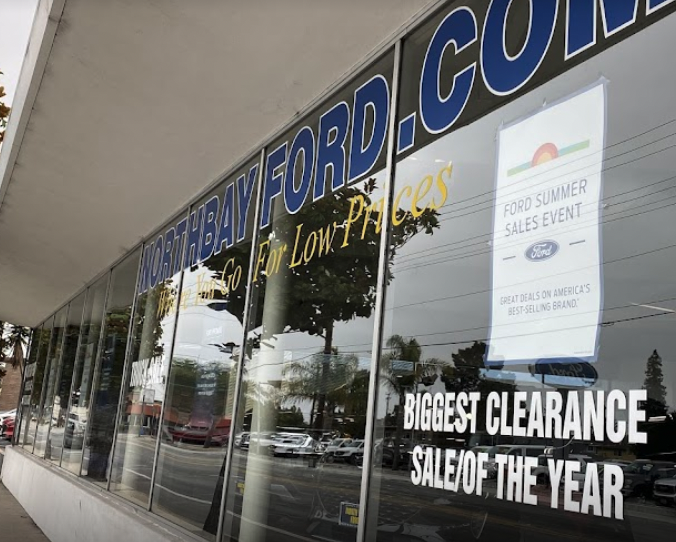 NORTHBAYFORD.COM
Where You Go For Low Prices
FORD SUMMER
SALES EVENT
Ford
GREAT DEALS ON AMERICA'S
BEST-SELLING BRAND.*
BIGGEST CLEARANCE
SALE/OF THE YEAR